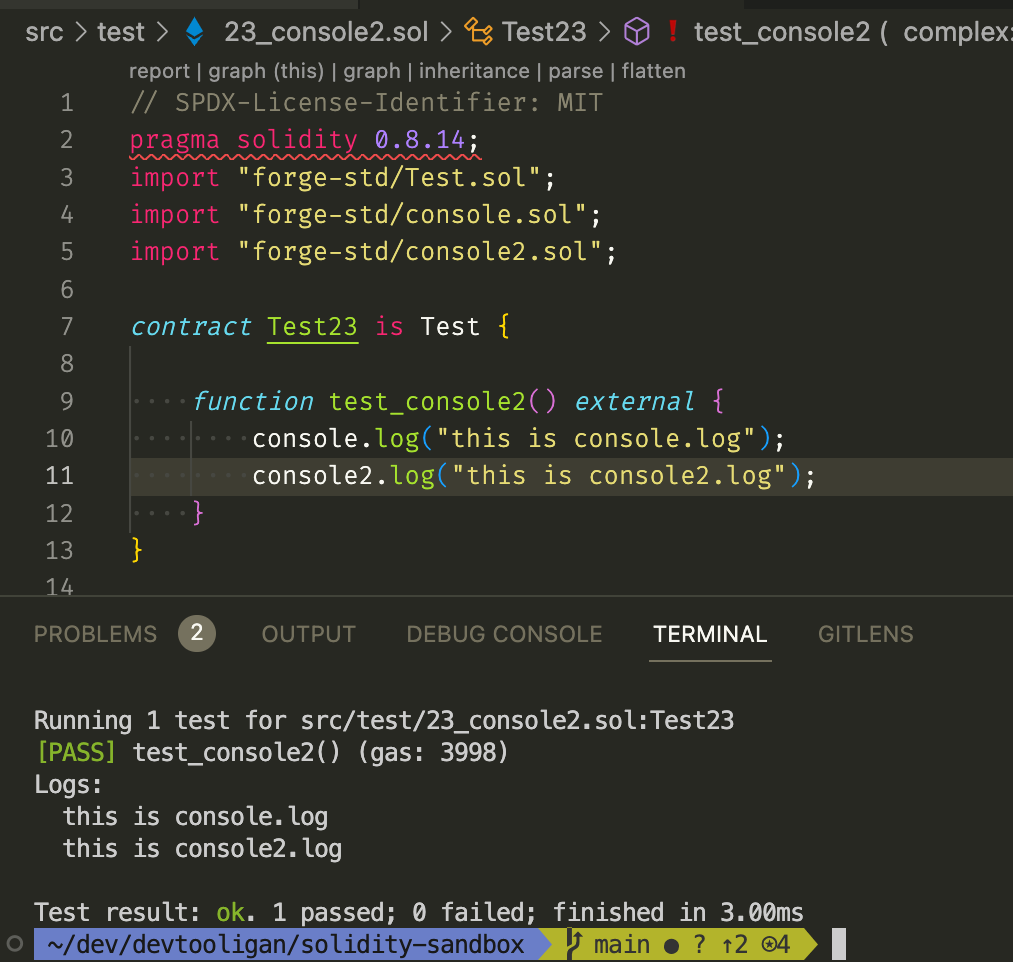 src > test > 23_console2.sol > Test23 > ! test_console2 ( complex:
report | graph (this) | graph | inheritance | parse | flatten
1 // SPDX-License-Identifier: MIT
2 pragma solidity 0.8.14;
3 import "forge-std/Test.sol";
4 import "forge-std/console.sol";
5 import "forge-std/console2.sol";
6
7 contract Test23 is Test {
8
9 ····function test_console2() external {
10 ········console.log("this is console.log");
11 ········console2.log("this is console2.log");
12 ····}
13 }
14
PROBLEMS 2 OUTPUT DEBUG CONSOLE TERMINAL GITLENS
Running 1 test for src/test/23_console2.sol:Test23
[PASS] test_console2() (gas: 3998)
Logs:
  this is console.log
  this is console2.log
Test result: ok. 1 passed; 0 failed; finished in 3.00ms
~/dev/devtooligan/solidity-sandbox main ● ? ↑2 ⍟4